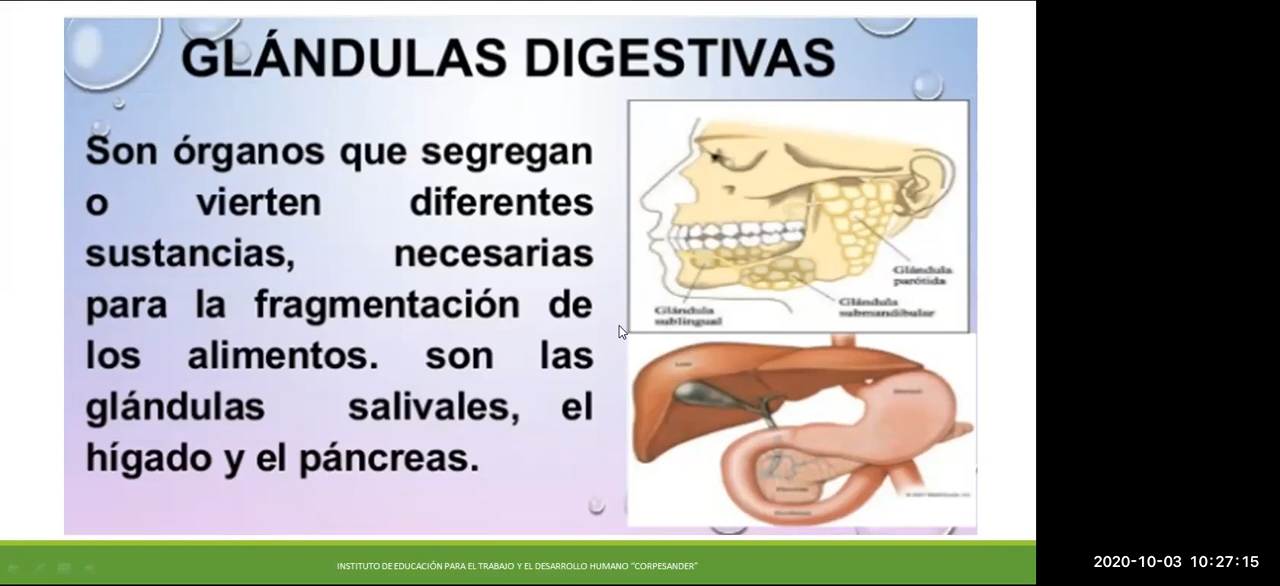 GLÁNDULAS DIGESTIVAS
Son órganos que segregan
o vierten diferentes
sustancias, necesarias
para la fragmentación de
los alimentos. son las
glándulas salivales, el
hígado y el páncreas.
Glándula
parótida
Glándula
submandibular
Glándula
sublingual
INSTITUTO DE EDUCACIÓN PARA EL TRABAJO Y EL DESARROLLO HUMANO "CORPESANDER"
2020-10-03 10:27:15